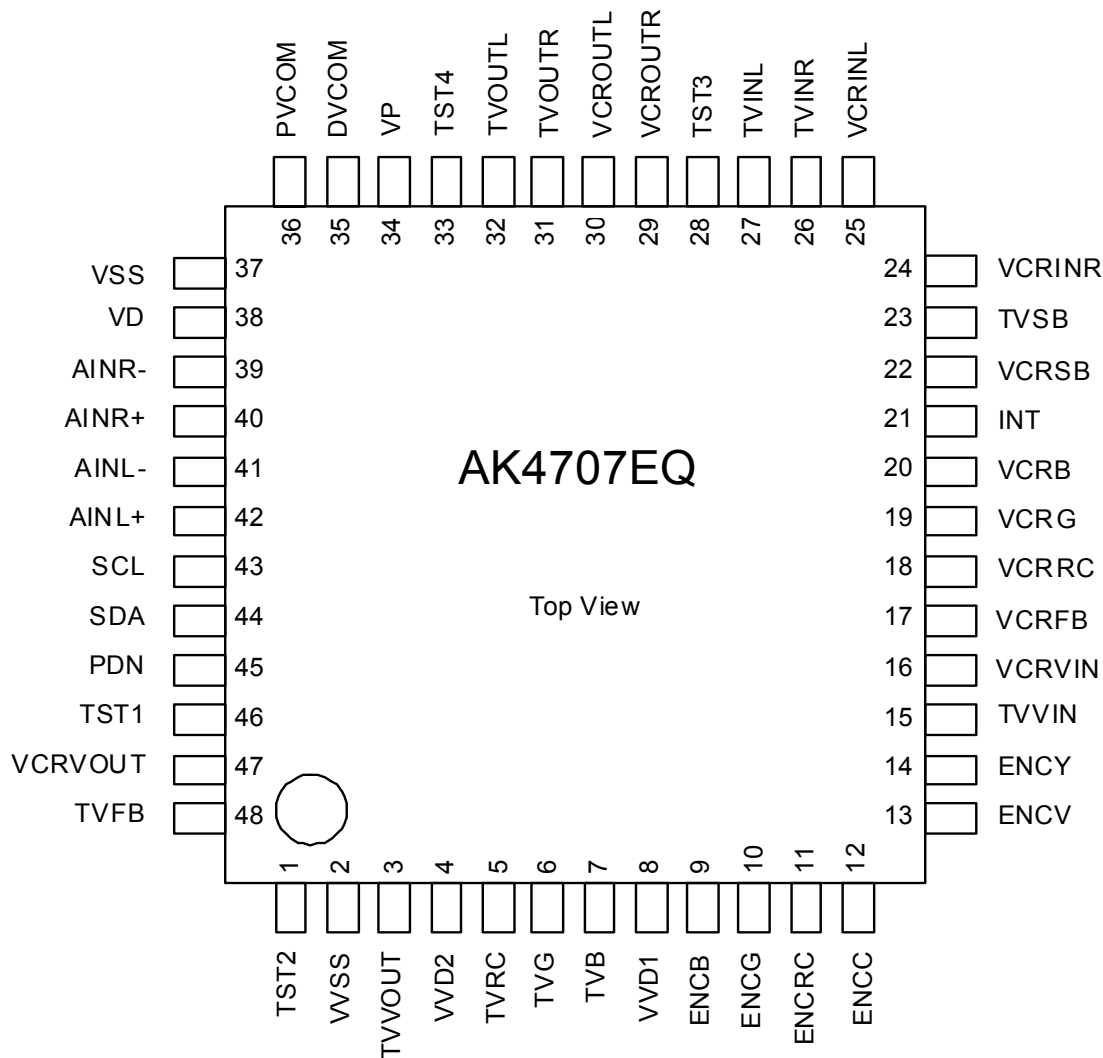 PVCOM
DVCOM
VP
TST4
TVOUTL
TVOUTR
VCROUTL
VCROUTR
TST3
TVINL
TVINR
VCRINL
36
35
34
33
32
31
30
29
28
27
26
25
VSS 37
VD 38
AINR- 39
AINR+ 40
AINL- 41
AINL+ 42
SCL 43
SDA 44
PDN 45
TST1 46
VCRVOUT 47
TVFB 48
AK4707EQ
Top View
24 VCRINR
23 TVSB
22 VCRSB
21 INT
20 VCRB
19 VCRG
18 VCRRC
17 VCRFB
16 VCRVIN
15 TVVIN
14 ENCY
13 ENCV
1
2
3
4
5
6
7
8
9
10
11
12
TST2
VVSS
TVVOUT
VVD2
TVRC
TVG
TVB
VVD1
ENCB
ENCG
ENCRC
ENCC